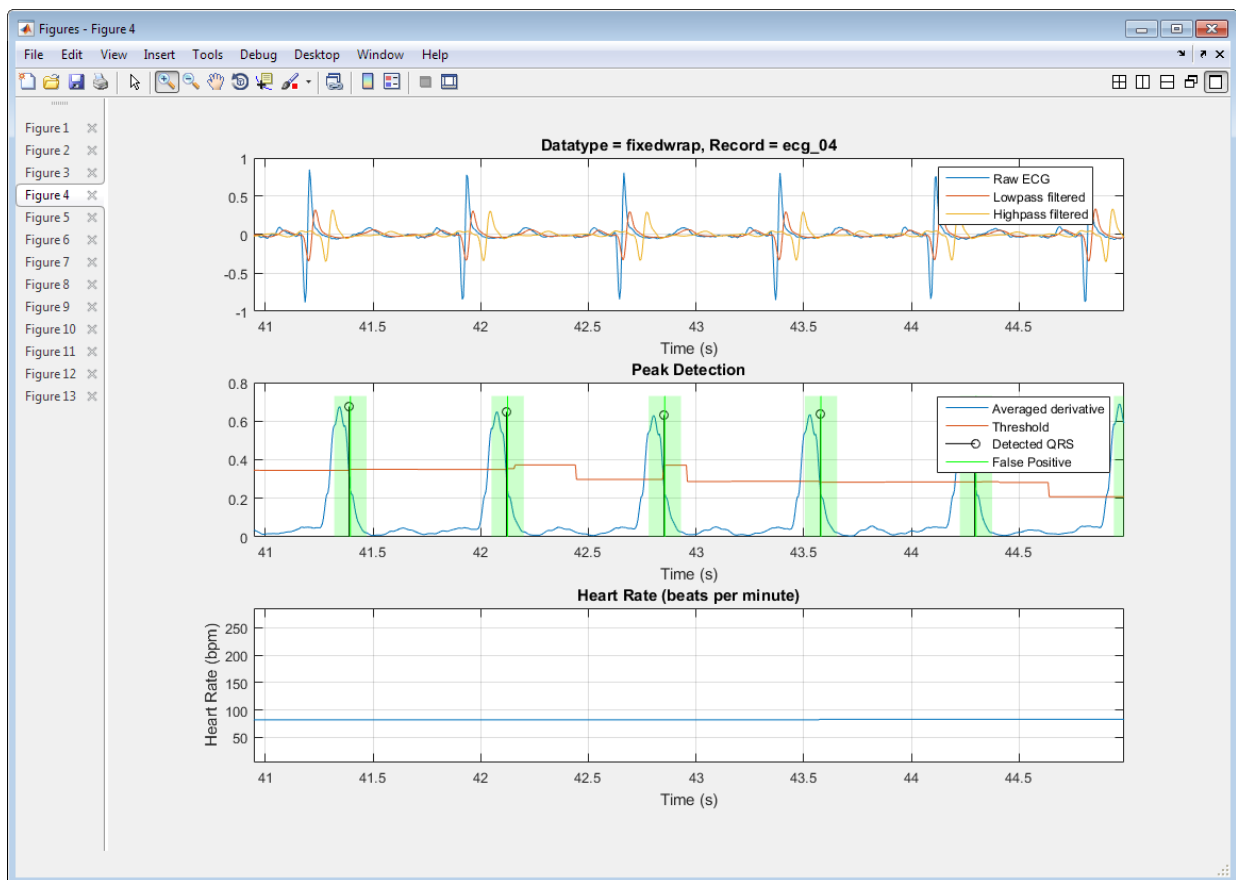 Figures - Figure 4
File Edit View Insert Tools Debug Desktop Window Help
Figure 1
Figure 2
Figure 3
Figure 4
Figure 5
Figure 6
Figure 7
Figure 8
Figure 9
Figure 10
Figure 11
Figure 12
Figure 13
Datatype = fixedwrap, Record = ecg_04
1
0.5
0
-0.5
-1
Raw ECG
Lowpass filtered
Highpass filtered
41 41.5 42 42.5 43 43.5 44 44.5
Time (s)
Peak Detection
0.8
0.6
0.4
0.2
0
Averaged derivative
Threshold
Detected QRS
False Positive
41 41.5 42 42.5 43 43.5 44 44.5
Time (s)
Heart Rate (beats per minute)
Heart Rate (bpm)
250
200
150
100
50
41 41.5 42 42.5 43 43.5 44 44.5
Time (s)